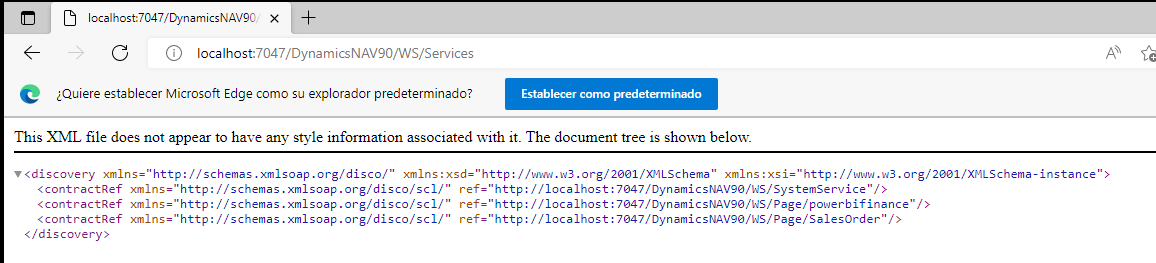 localhost:7047/DynamicsNAV90/
localhost:7047/DynamicsNAV90/WS/Services
¿Quiere establecer Microsoft Edge como su explorador predeterminado?
Establecer como predeterminado
This XML file does not appear to have any style information associated with it. The document tree is shown below.
<discovery xmlns="http://schemas.xmlsoap.org/disco/" xmlns:xsd="http://www.w3.org/2001/XMLSchema" xmlns:xsi="http://www.w3.org/2001/XMLSchema-instance">
<contractRef xmlns="http://schemas.xmlsoap.org/disco/scl/" ref="http://localhost:7047/DynamicsNAV90/WS/SystemService"/>
<contractRef xmlns="http://schemas.xmlsoap.org/disco/scl/" ref="http://localhost:7047/DynamicsNAV90/WS/Page/powerbifinance"/>
<contractRef xmlns="http://schemas.xmlsoap.org/disco/scl/" ref="http://localhost:7047/DynamicsNAV90/WS/Page/SalesOrder"/>
</discovery>